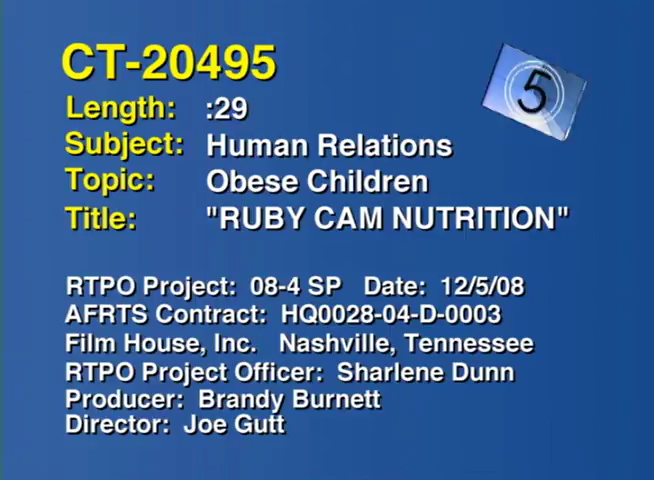 CT-20495
5
Length: :29
Subject: Human Relations
Topic: Obese Children
Title: "RUBY CAM NUTRITION"
RTPO Project: 08-4 SP Date: 12/5/08
AFRTS Contract: HQ0028-04-D-0003
Film House, Inc. Nashville, Tennessee
RTPO Project Officer: Sharlene Dunn
Producer: Brandy Burnett
Director: Joe Gutt